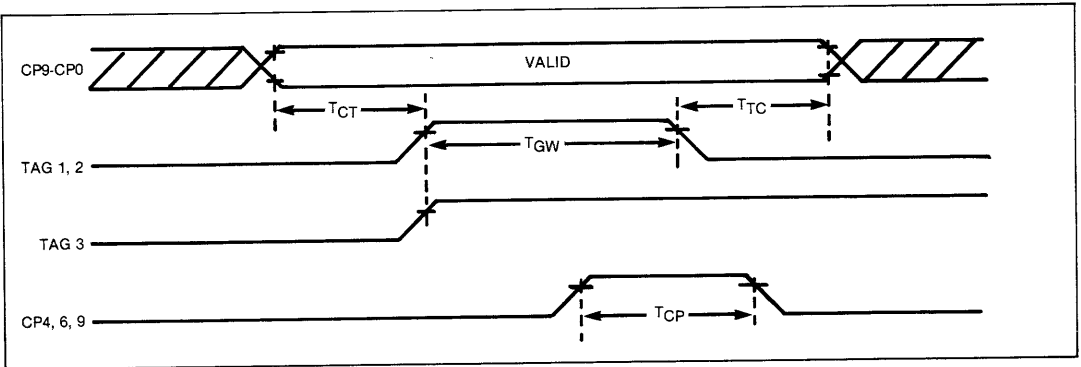 CP9-CP0
VALID
TCT
TTC
TGW
TAG 1, 2
TAG 3
CP4, 6, 9
TCP